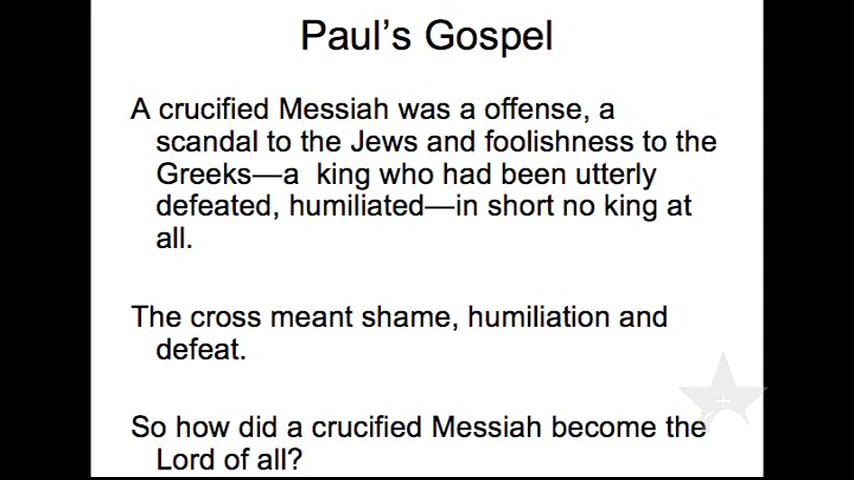 Paul’s Gospel
A crucified Messiah was a offense, a
scandal to the Jews and foolishness to the
Greeks—a  king who had been utterly
defeated, humiliated—in short no king at
all.
The cross meant shame, humiliation and
defeat.
So how did a crucified Messiah become the
Lord of all?